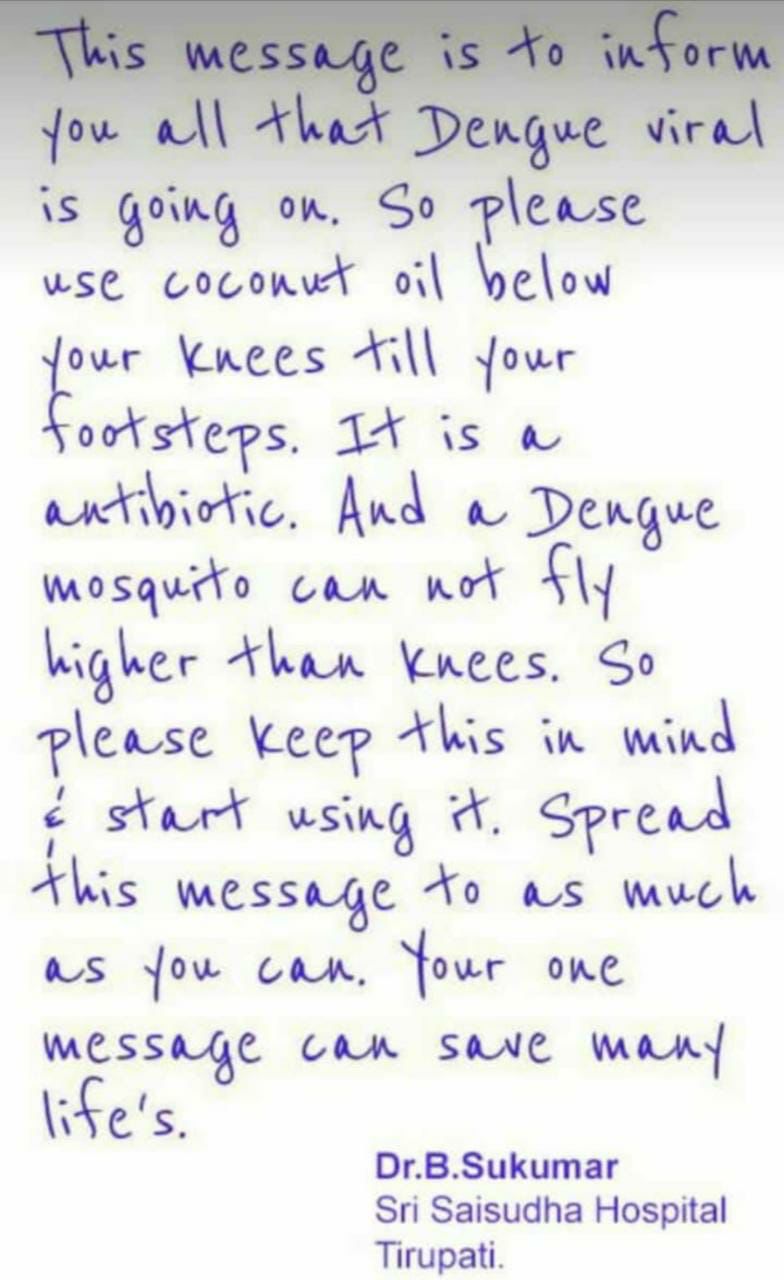 This message is to inform
you all that Dengue viral
is going on. So please
use coconut oil below
your knees till your
footsteps. It is a
antibiotic. And a Dengue
mosquito can not fly
higher than knees. So
please keep this in mind
& start using it. Spread
this message to as much
as you can. Your one
message can save many
life's.
Dr.B.Sukumar
Sri Saisudha Hospital
Tirupati.